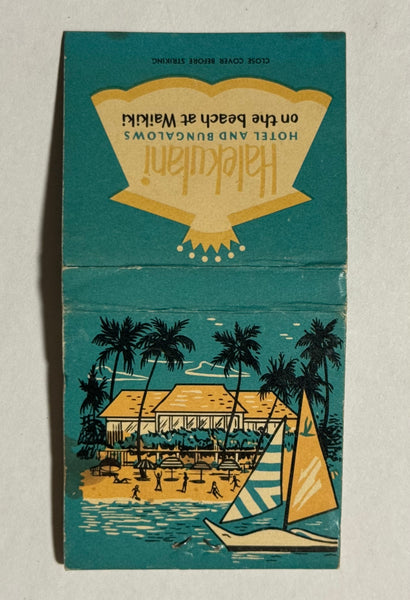 Halekulani
HOTEL AND BUNGALOWS
on the beach at Waikiki
CLOSE COVER BEFORE STRIKING